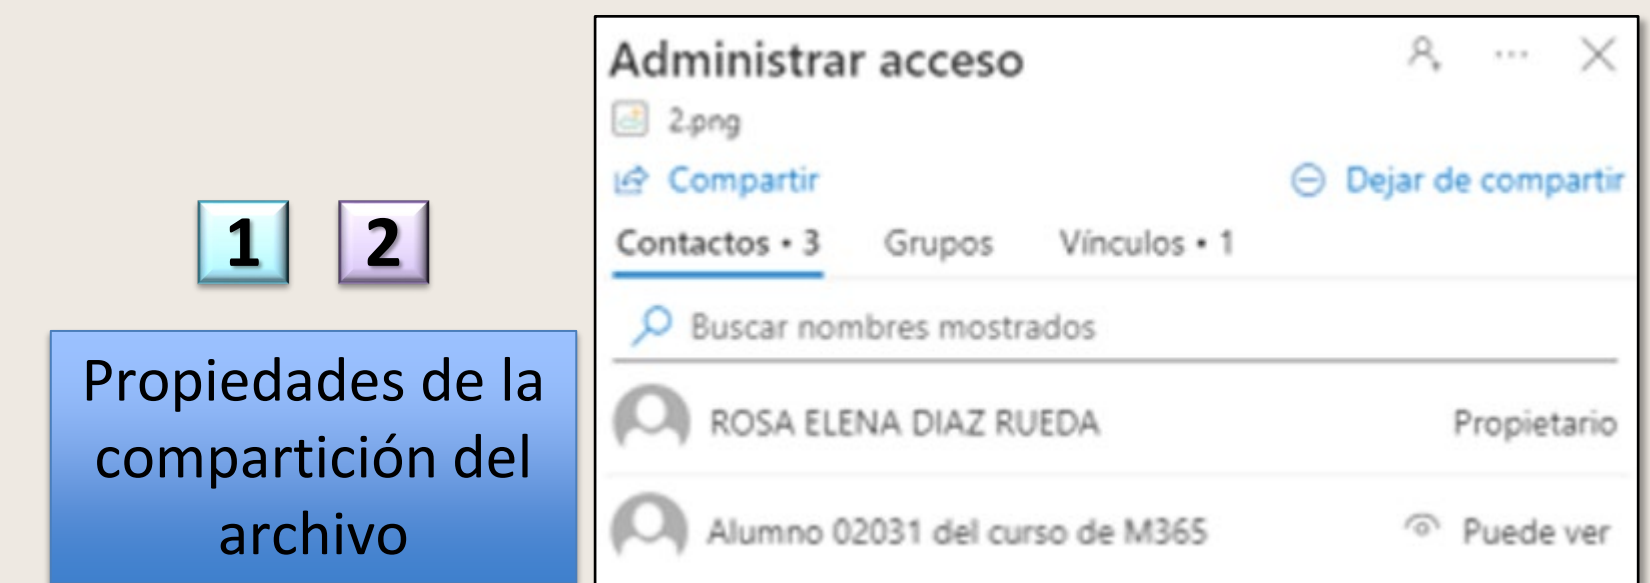 1 2
Propiedades de la
compartición del
archivo
Administrar acceso
2.png
Compartir Dejar de compartir
Contactos • 3 Grupos Vínculos • 1
Buscar nombres mostrados
ROSA ELENA DIAZ RUEDA Propietario
Alumno 02031 del curso de M365 Puede ver